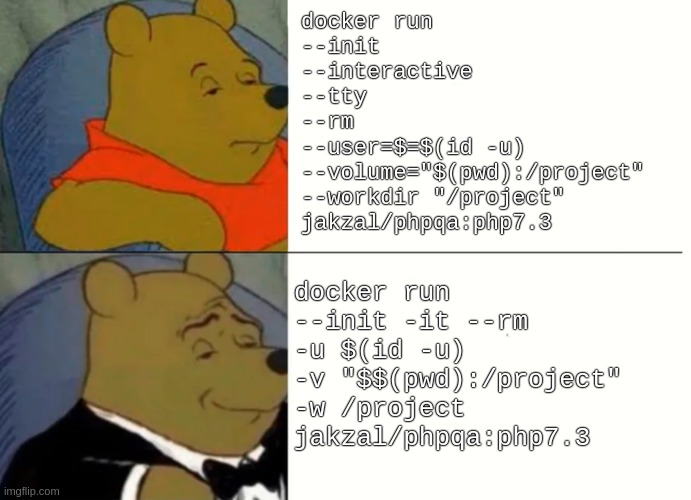 docker run
--init
--interactive
--tty
--rm
--user=$=$(id -u)
--volume="$(pwd):/project"
--workdir "/project"
jakzal/phpqa:php7.3
docker run
--init -it --rm
-u $(id -u)
-v "$$(pwd):/project"
-w /project
jakzal/phpqa:php7.3
imgflip.com